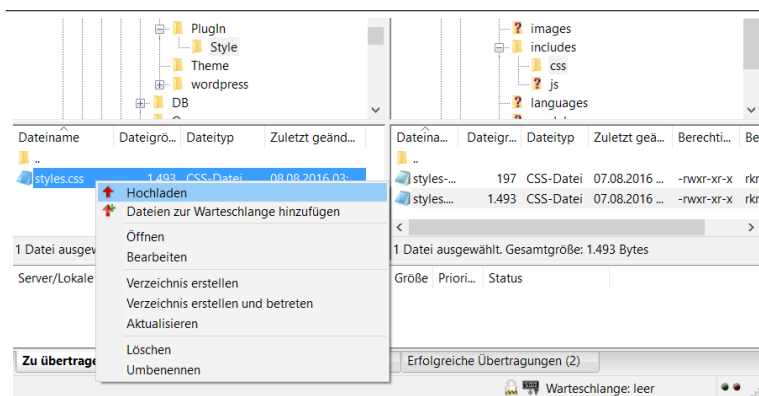 PlugIn
Style
Theme
wordpress
DB
images
includes
css
js
languages
Dateiname Dateigrö... Dateityp Zuletzt geänd...
..
styles.css 1.493 CSS-Datei 08.08.2016 03:
Hochladen
Dateien zur Warteschlange hinzufügen
Öffnen
Bearbeiten
Verzeichnis erstellen
Verzeichnis erstellen und betreten
Aktualisieren
Löschen
Umbenennen
1 Datei ausgew
Server/Lokale
Zu übertrage
Dateina... Dateigr... Dateityp Zuletzt geä... Berechti... Be
..
styles-... 197 CSS-Datei 07.08.2016 ... -rwxr-xr-x rkr
styles.... 1.493 CSS-Datei 07.08.2016 ... -rwxr-xr-x rkr
1 Datei ausgewählt. Gesamtgröße: 1.493 Bytes
Größe Priori... Status
Erfolgreiche Übertragungen (2)
Warteschlange: leer